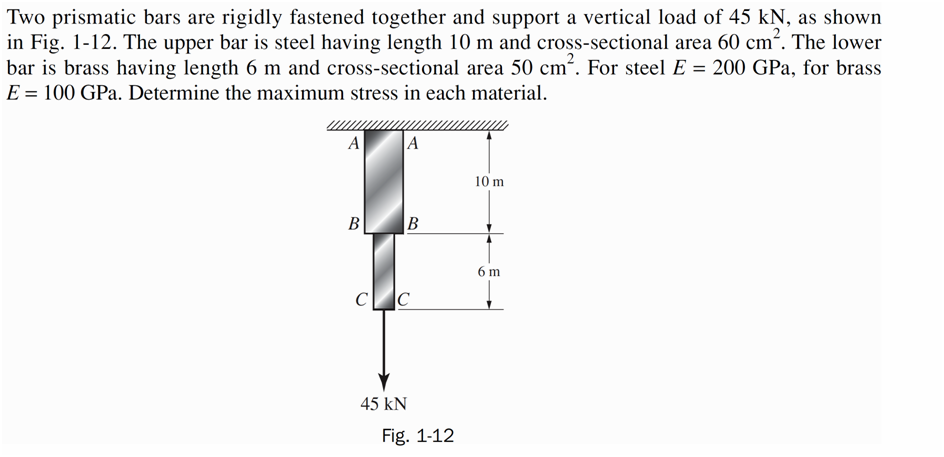 Two prismatic bars are rigidly fastened together and support a vertical load of 45 kN, as shown
in Fig. 1-12. The upper bar is steel having length 10 m and cross-sectional area 60 cm². The lower
bar is brass having length 6 m and cross-sectional area 50 cm². For steel E = 200 GPa, for brass
E = 100 GPa. Determine the maximum stress in each material.
A A
10 m
B B
6 m
C C
45 kN
Fig. 1-12